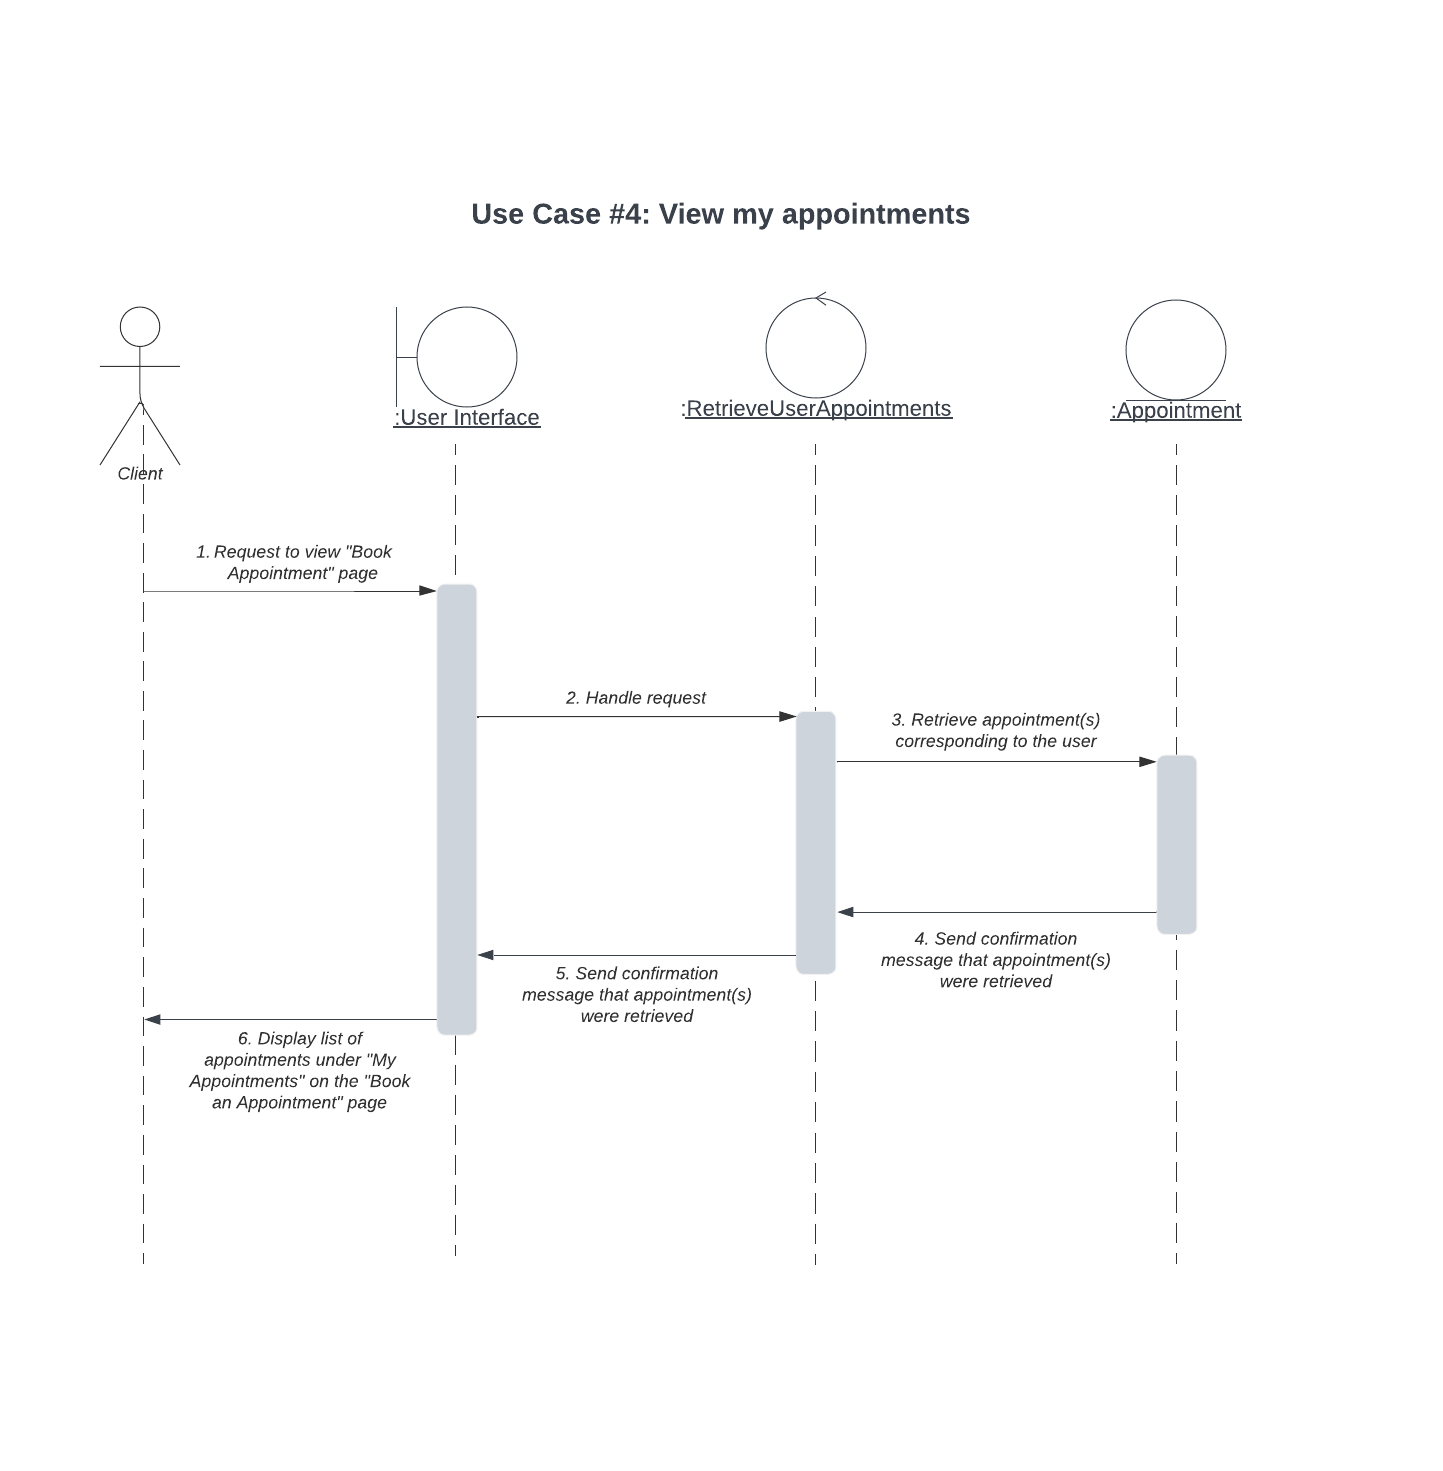 Use Case #4: View my appointments
Client
:User Interface
:RetrieveUserAppointments
:Appointment
1. Request to view "Book
Appointment" page
2. Handle request
3. Retrieve appointment(s)
corresponding to the user
4. Send confirmation
message that appointment(s)
were retrieved
5. Send confirmation
message that appointment(s)
were retrieved
6. Display list of
appointments under "My
Appointments" on the "Book
an Appointment" page